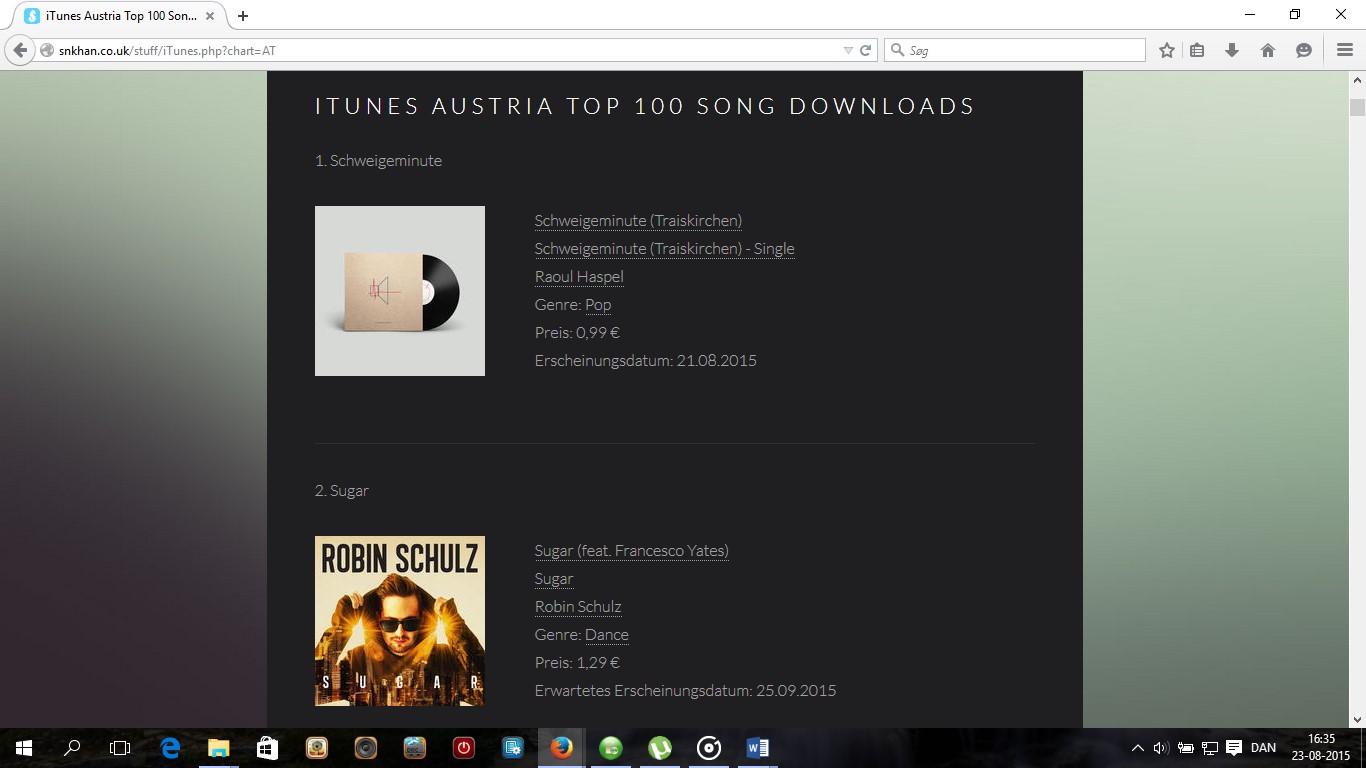 iTunes Austria Top 100 Son...
snkhan.co.uk/stuff/iTunes.php?chart=AT
Søg
ITUNES AUSTRIA TOP 100 SONG DOWNLOADS
1. Schweigeminute
Schweigeminute (Traiskirchen)
Schweigeminute (Traiskirchen) - Single
Raoul Haspel
Genre: Pop
Preis: 0,99 €
Erscheinungsdatum: 21.08.2015
2. Sugar
ROBIN SCHULZ
SUGAR
Sugar (feat. Francesco Yates)
Sugar
Robin Schulz
Genre: Dance
Preis: 1,29 €
Erwartetes Erscheinungsdatum: 25.09.2015
DAN
16:35
23-08-2015